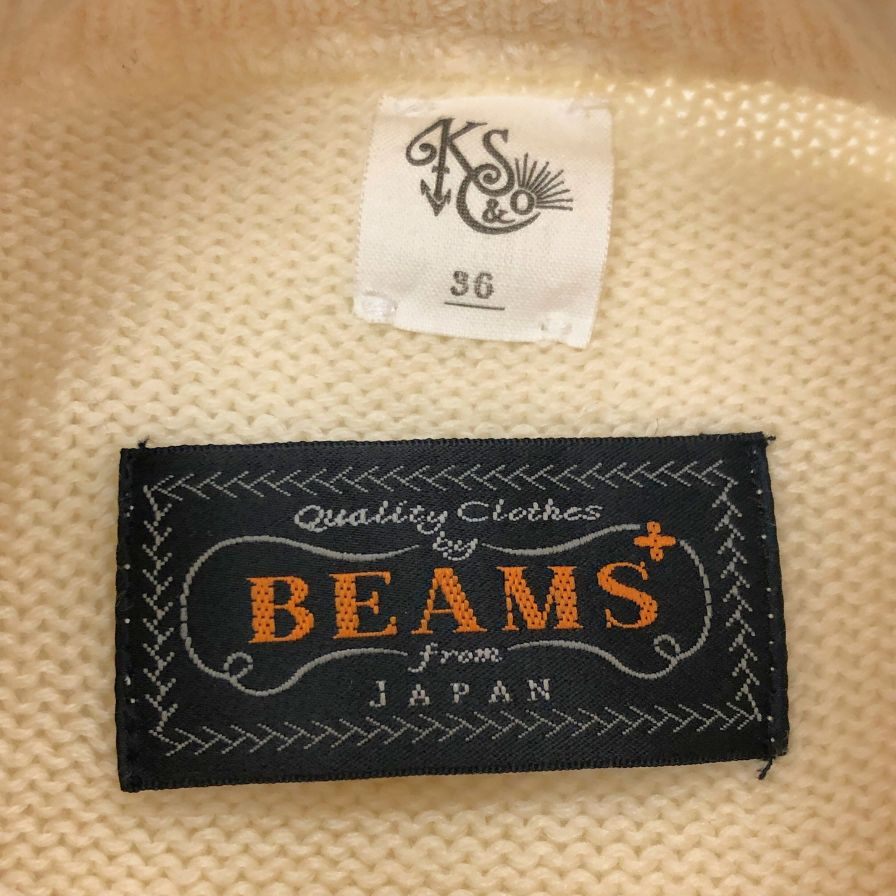 KS&Co
36
Quality Clothes
by
BEAMS+
from
JAPAN